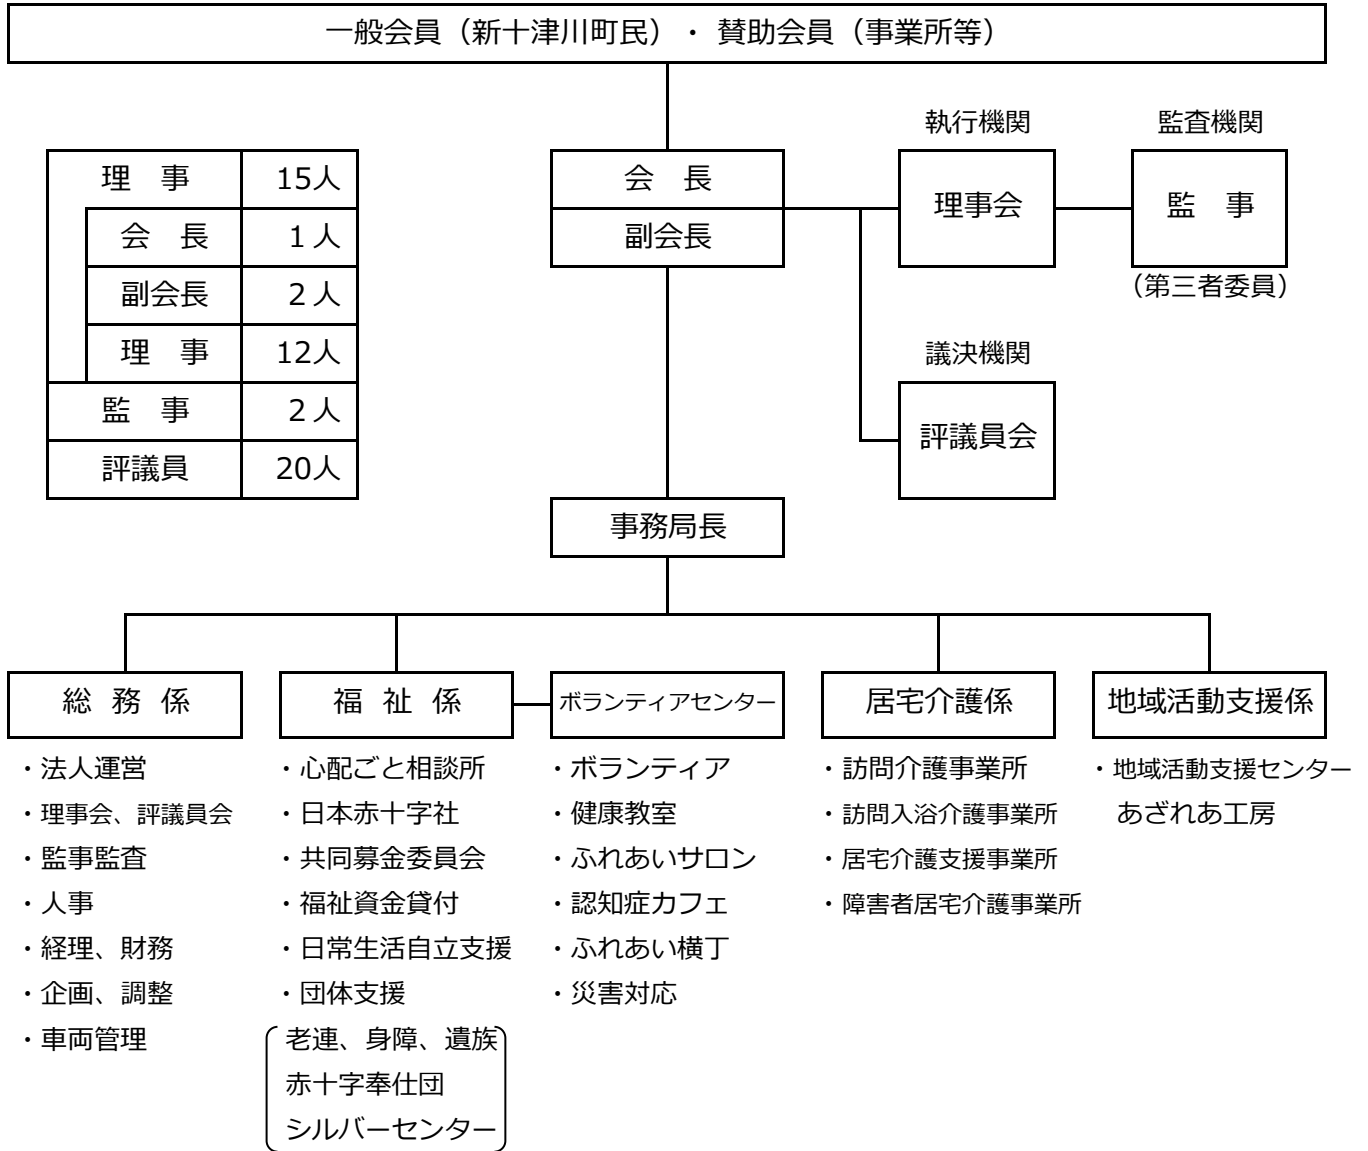 一般会員（新十津川町民）・ 賛助会員（事業所等）
理　事 15人
会　長 1人
副会長 2人
理　事 12人
監　事 2人
評議員 20人
会　長
副会長
執行機関
理事会
監査機関
監　事
（第三者委員）
議決機関
評議員会
事務局長
総 務 係
・法人運営
・理事会、評議員会
・監事監査
・人事
・経理、財務
・企画、調整
・車両管理
福 祉 係
・心配ごと相談所
・日本赤十字社
・共同募金委員会
・福祉資金貸付
・日常生活自立支援
・団体支援
老連、身障、遺族
赤十字奉仕団
シルバーセンター
ボランティアセンター
・ボランティア
・健康教室
・ふれあいサロン
・認知症カフェ
・ふれあい横丁
・災害対応
居宅介護係
・訪問介護事業所
・訪問入浴介護事業所
・居宅介護支援事業所
・障害者居宅介護事業所
地域活動支援係
・地域活動支援センター
あざれあ工房